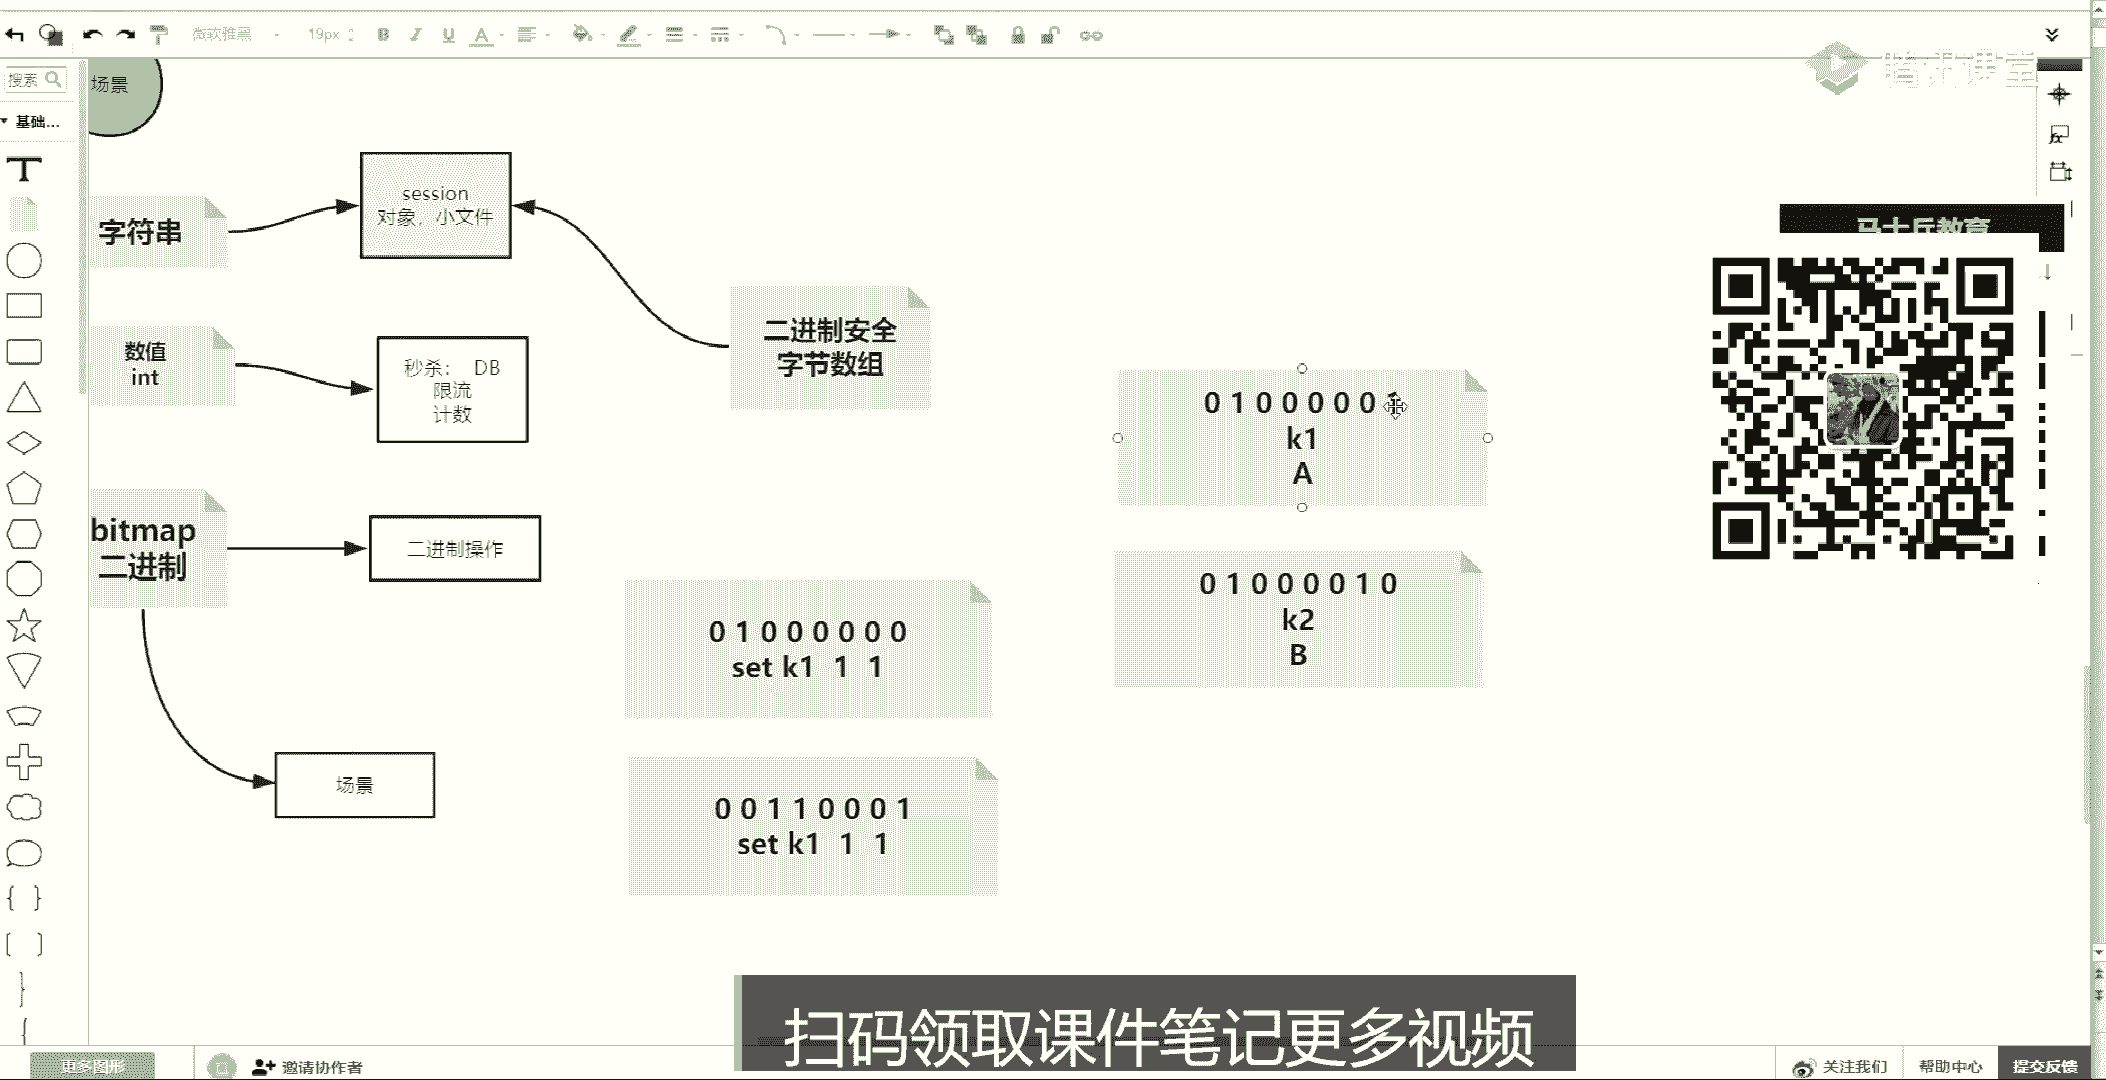 微软雅黑
19px
B
I
U
A
搜索
场景
基础...
T
fx
腾讯课堂
马士兵教育
字符串
session
对象，小文件
二进制安全
字节数组
数值
int
秒杀： DB
限流
计数
0 1 0 0 0 0 0
k1
A
bitmap
二进制
二进制操作
0 1 0 0 0 0 1 0
k2
B
0 1 0 0 0 0 0 0
set k1 1 1
0 0 1 1 0 0 0 1
set k1 1 1
场景
扫码领取课件笔记更多视频
更多图形
邀请协作者
关注我们
帮助中心
提交反馈